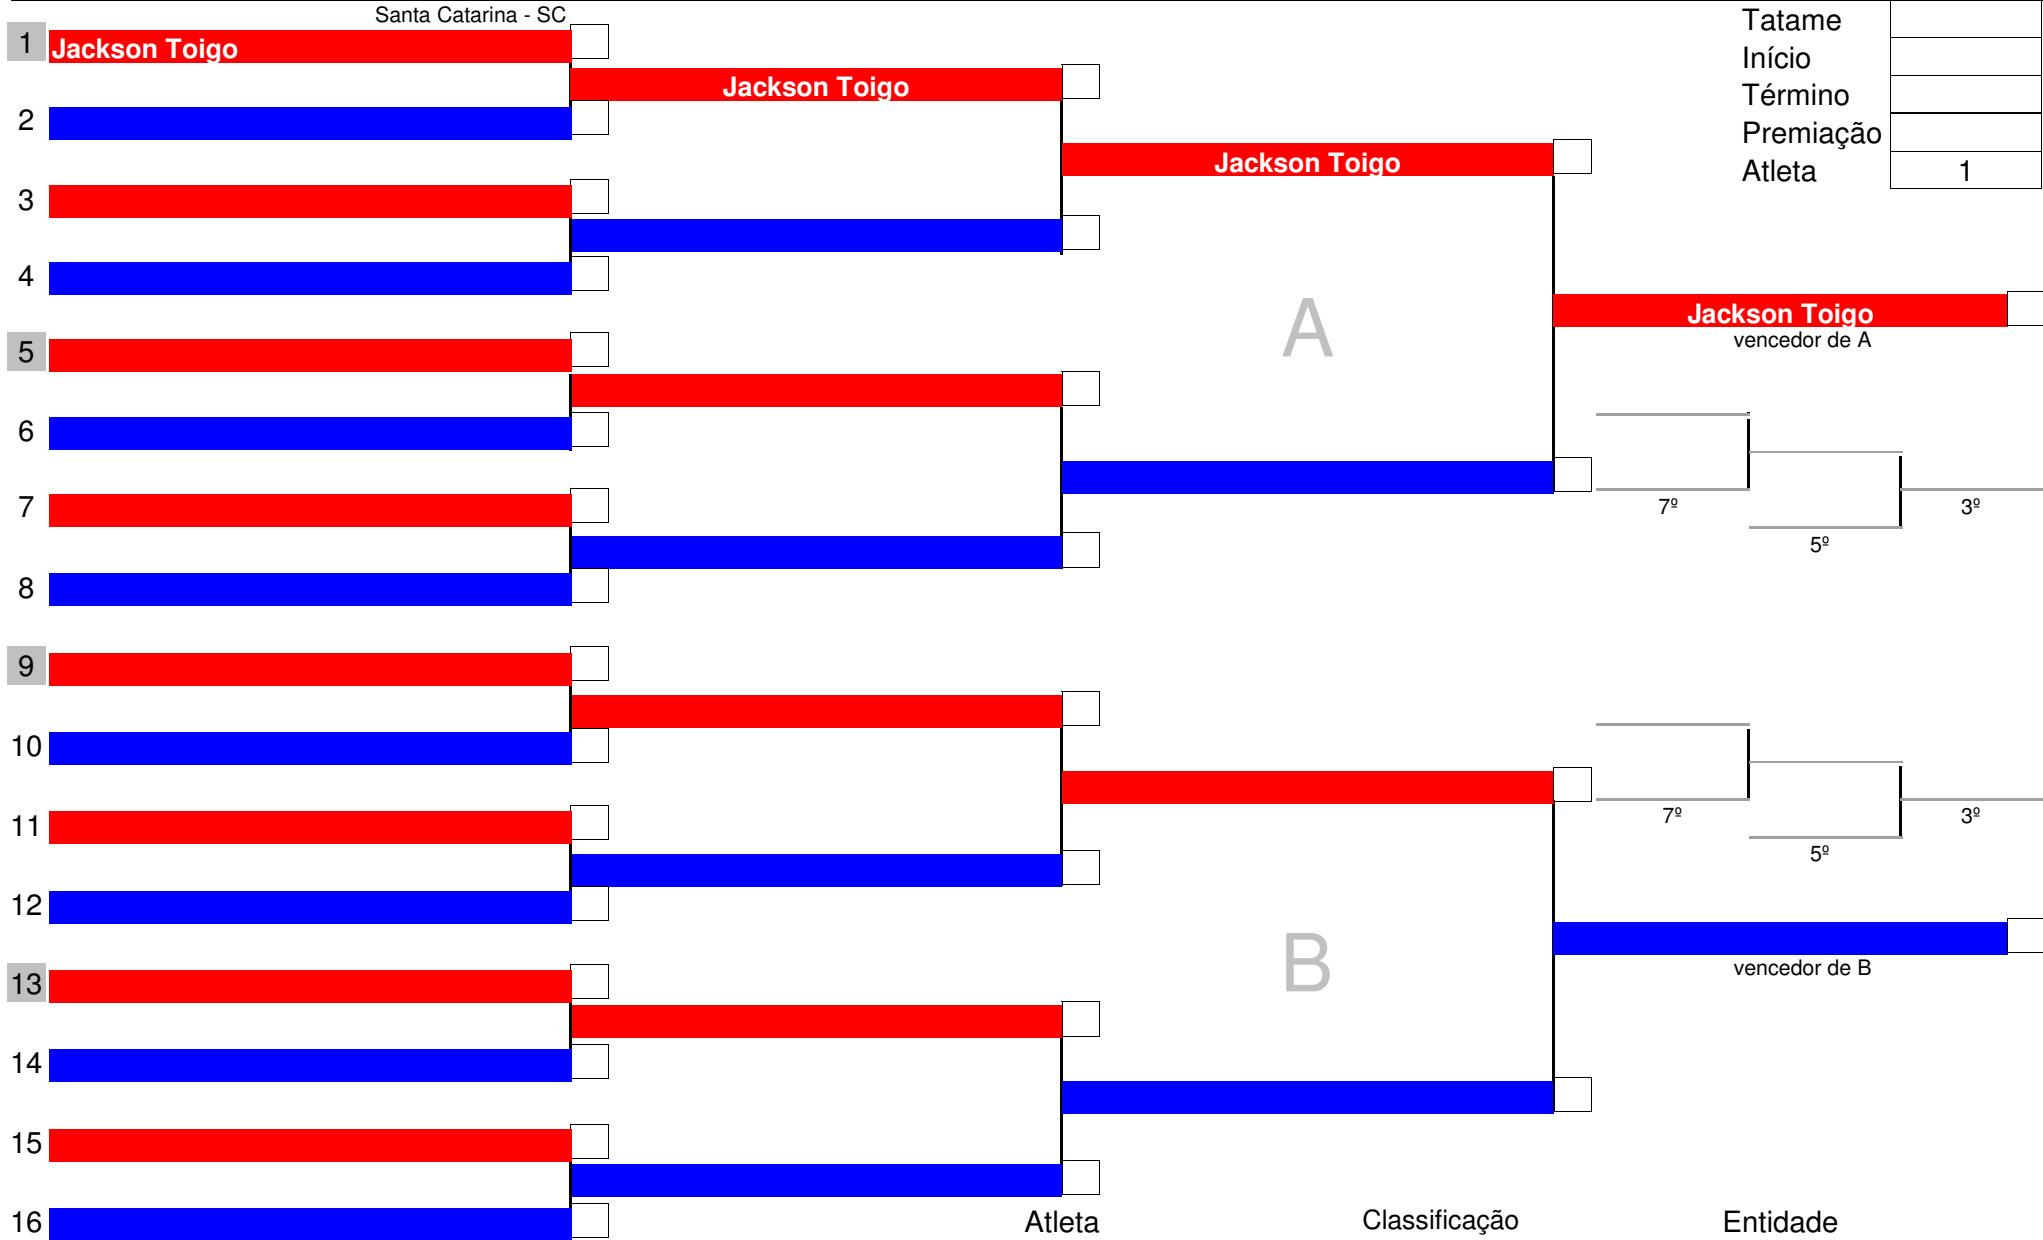 Santa Catarina - SC
1 Jackson Toigo
Jackson Toigo
2
Jackson Toigo
3
4
Jackson Toigo
vencedor de A
A
5
6
7
8
7º
5º
3º
9
10
11
12
7º
5º
3º
B
vencedor de B
13
14
15
16
Tatame
Início
Término
Premiação
Atleta 1
Atleta Classificação Entidade